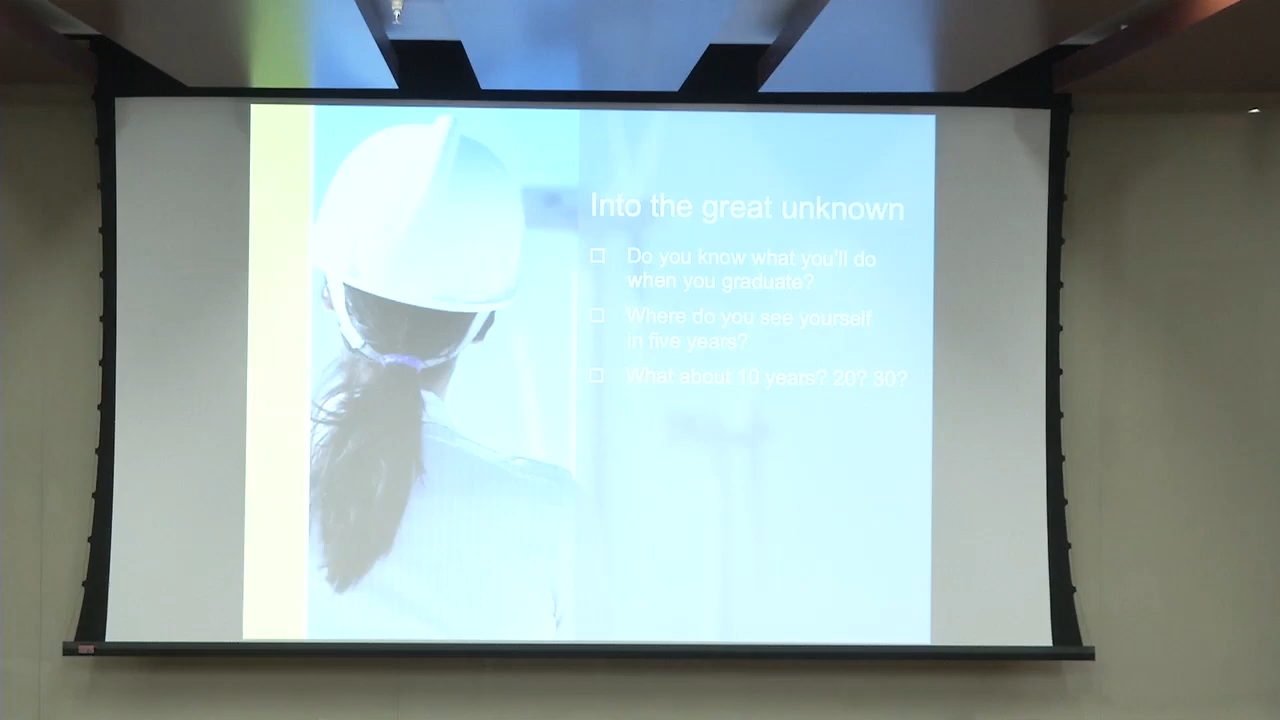 Into the great unknown
Do you know what you'll do
when you graduate?
Where do you see yourself
in five years?
What about 10 years? 20? 30?